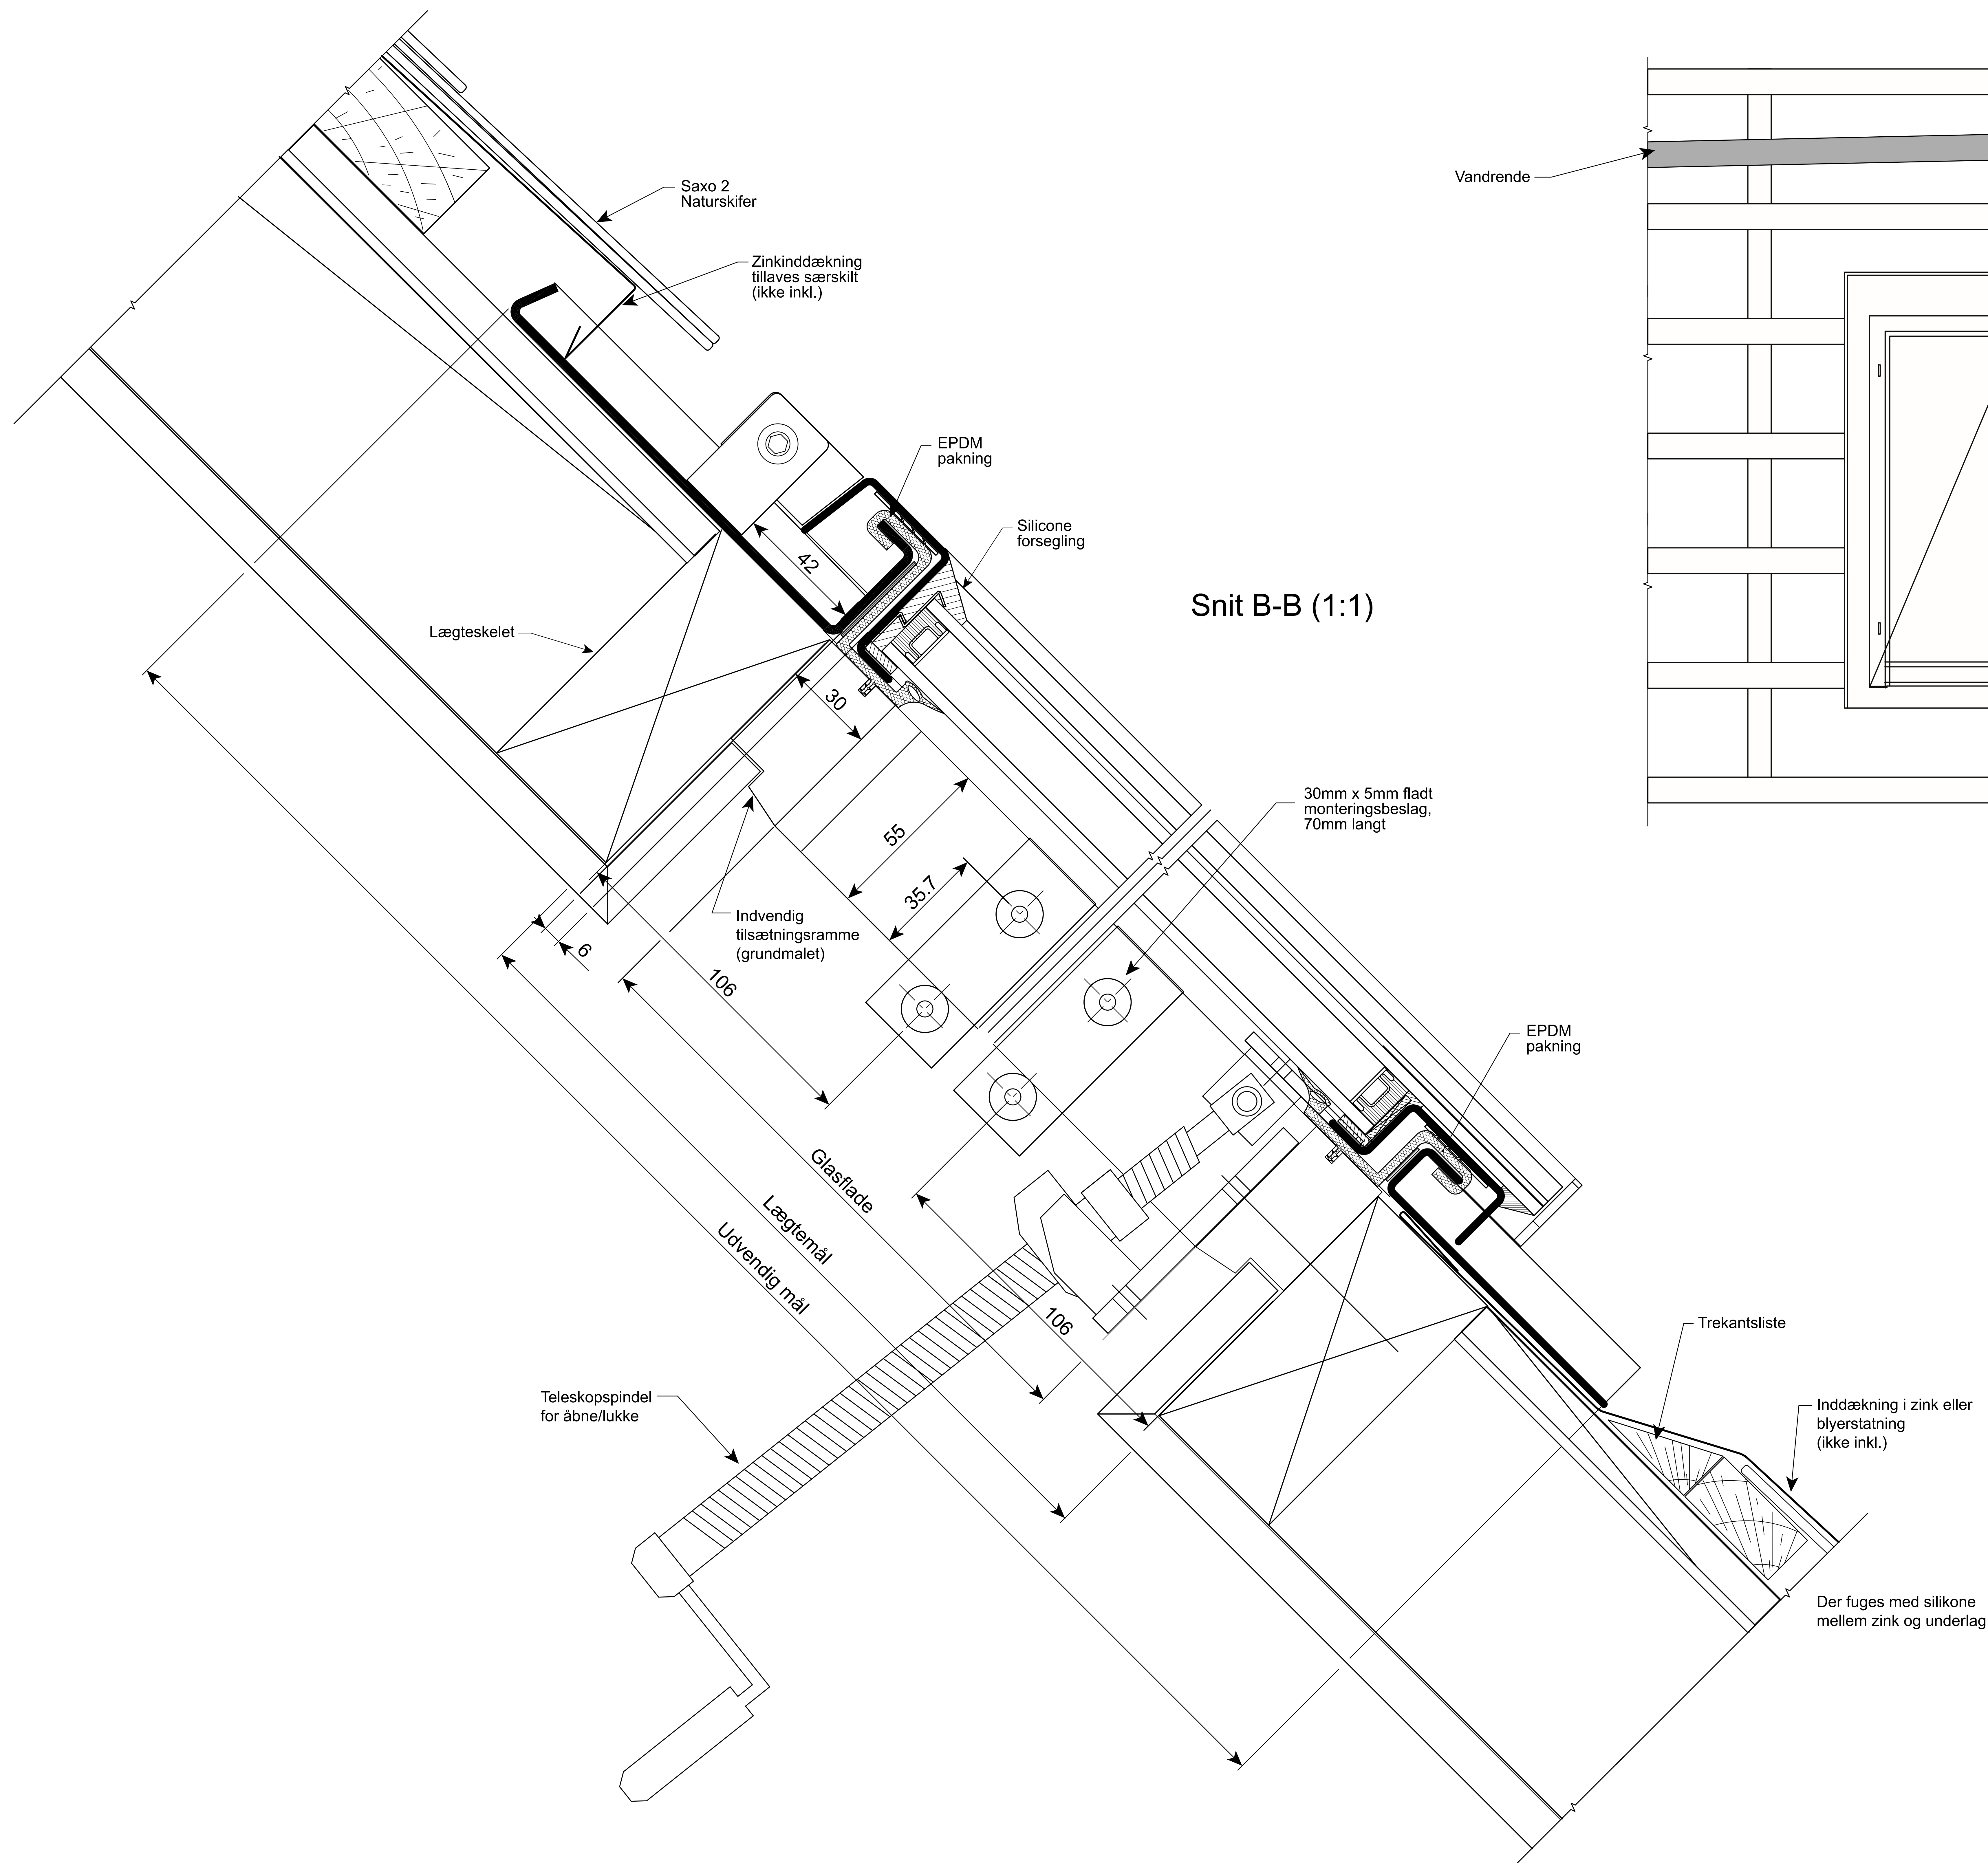 Vandrende
Saxo 2
Naturskifer
Zinkinddækning
tillaves særskilt
(ikke inkl.)
EPDM
pakning
Silicone
forsegling
42
Snit B-B (1:1)
Lægteskelet
30
30mm x 5mm fladt
monteringsbeslag,
70mm langt
55
35.7
Indvendig
tilsætningsramme
(grundmalet)
6
106
EPDM
pakning
Glasflade
Lægtemål
Udvendig mål
106
Trekantsliste
Teleskopspindel
for åbne/lukke
Inddækning i zink eller
blyerstatning
(ikke inkl.)
Der fuges med silikone
mellem zink og underlag